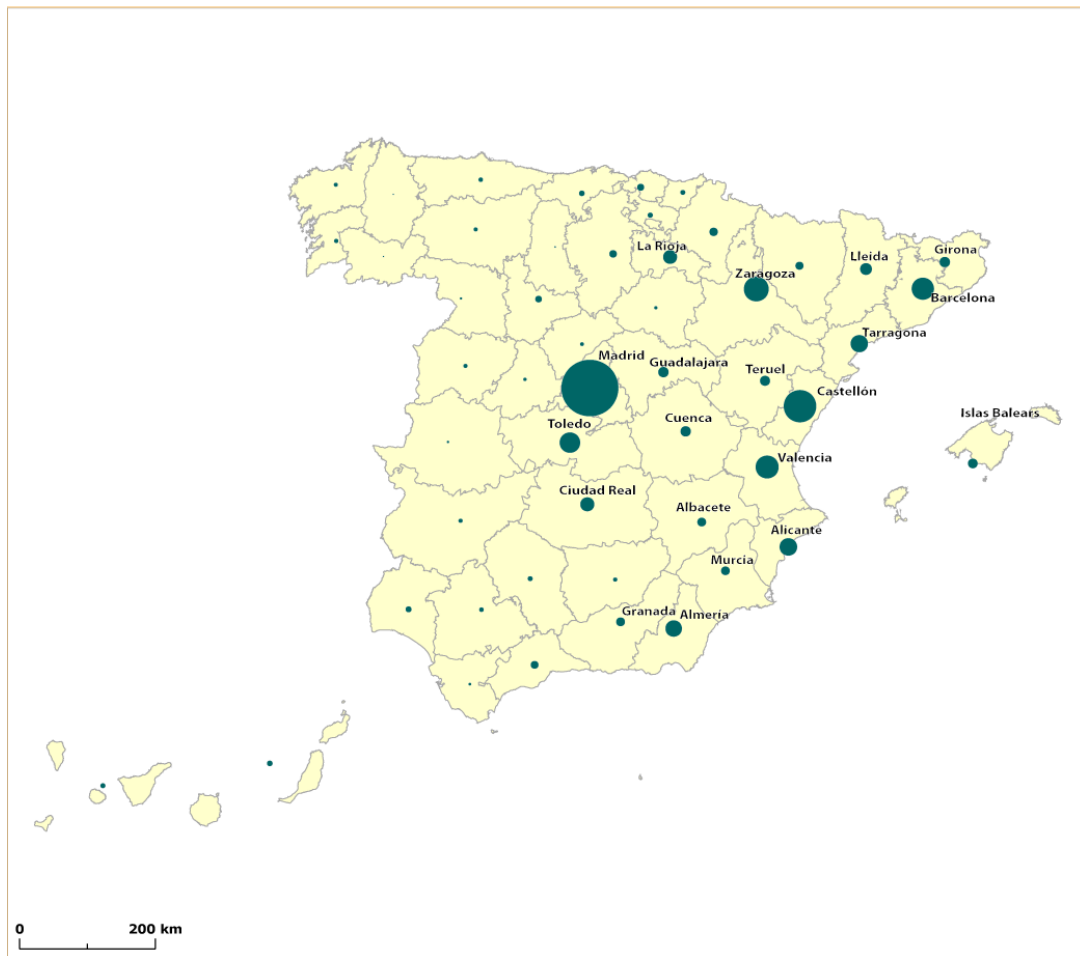 La Rioja
Girona
Lleida
Zaragoza
Barcelona
Tarragona
Madrid
Guadalajara
Teruel
Castellón
Islas Balears
Cuenca
Toledo
Valencia
Ciudad Real
Albacete
Alicante
Murcia
Granada
Almería
0 200 km